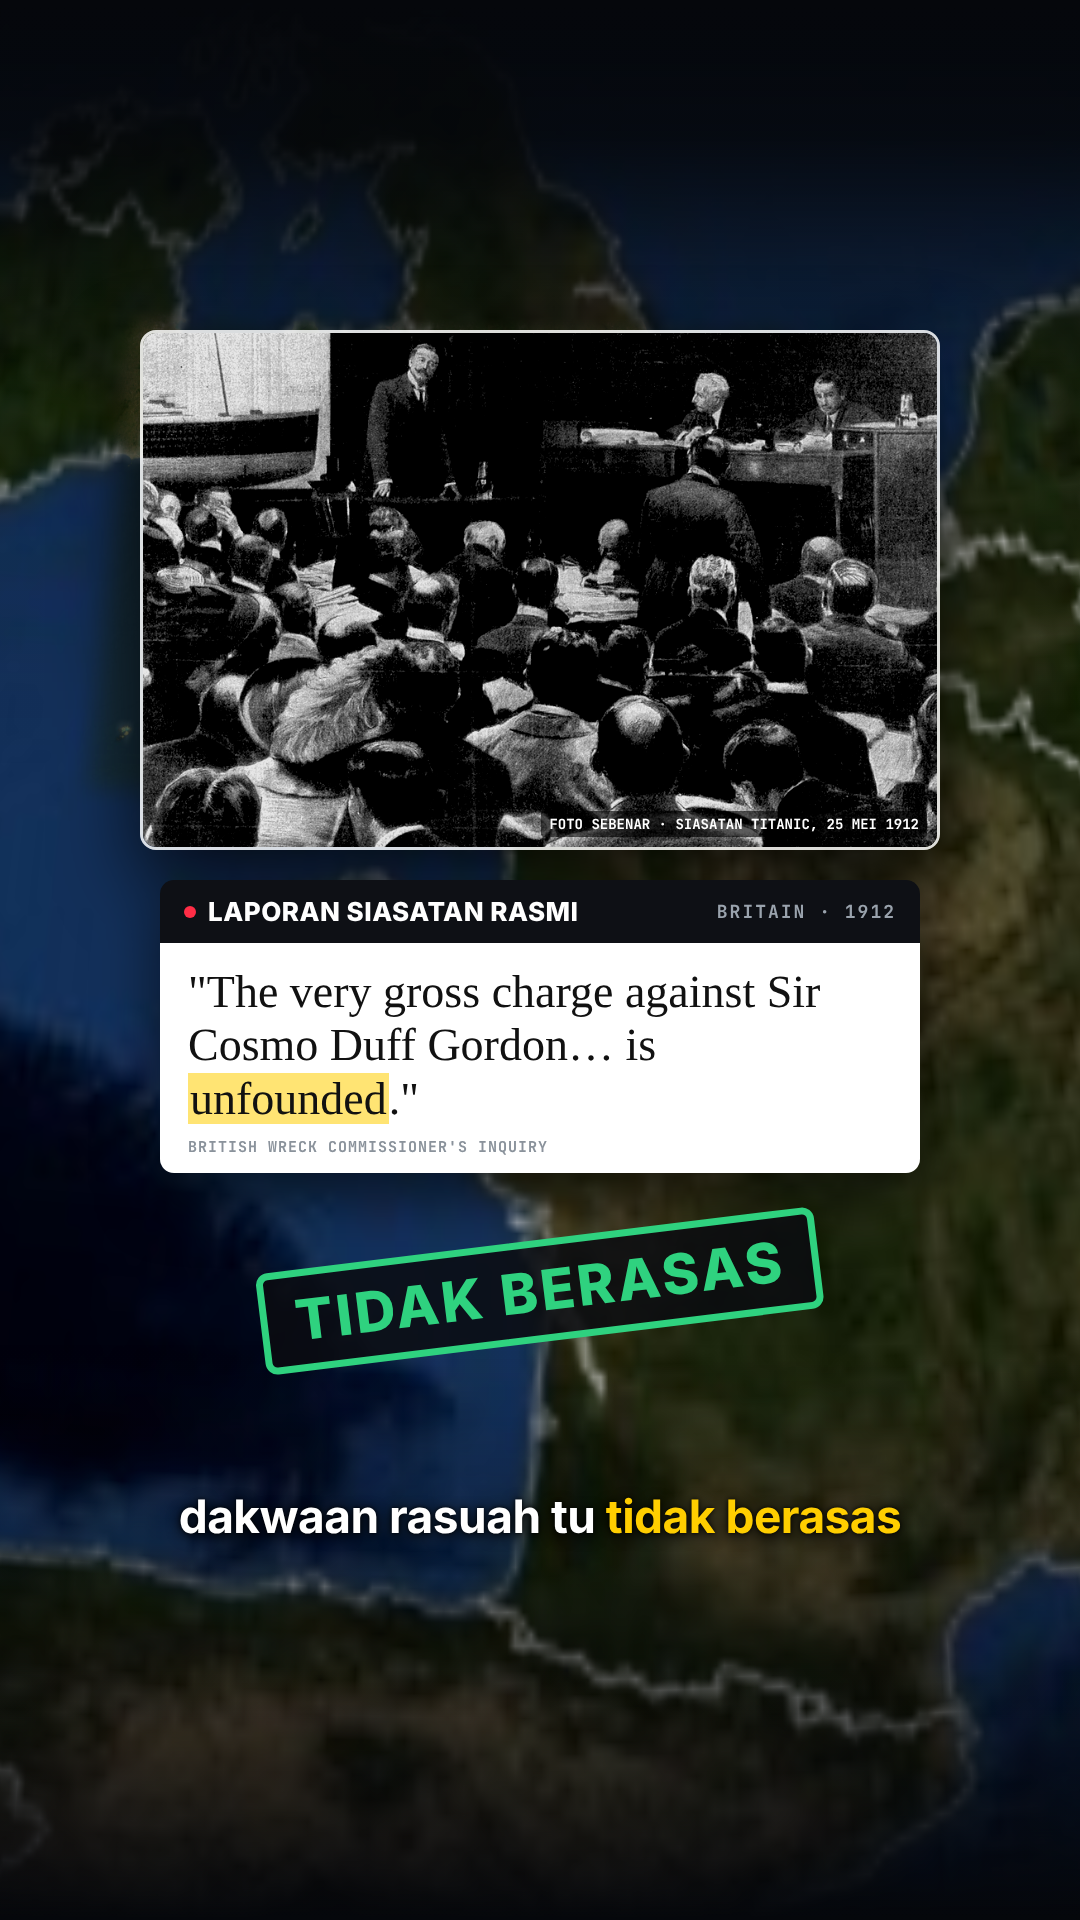 FOTO SEBENAR · SIASATAN TITANIC, 25 MEI 1912
LAPORAN SIASATAN RASMI
BRITAIN · 1912
"The very gross charge against Sir
Cosmo Duff Gordon… is
unfounded."
BRITISH WRECK COMMISSIONER'S INQUIRY
TIDAK BERASAS
dakwaan rasuah tu tidak berasas